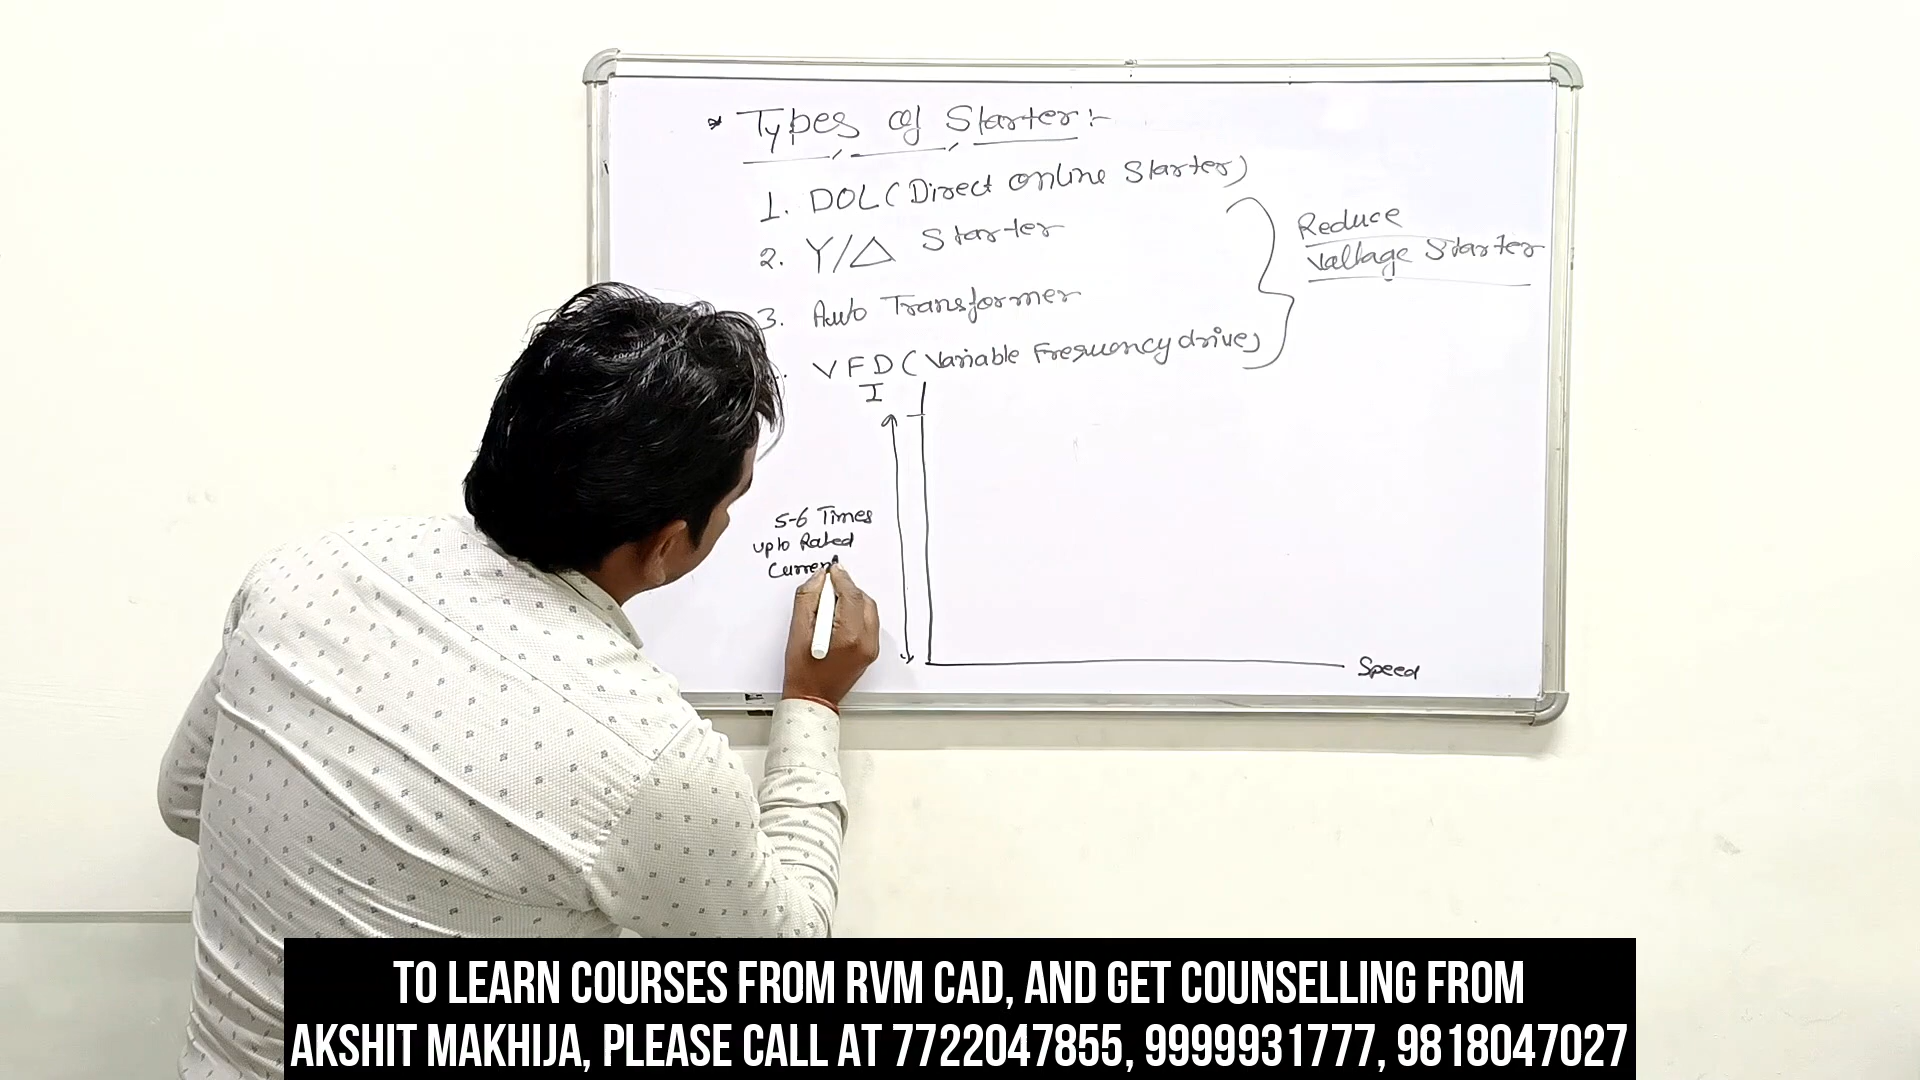 * Types of Starter:-
1. DOL (Direct online Starter)
2. Y/△ Starter
3. Auto Transformer
VFD (Variable Frequency drive)
Reduce
Valtage Starter
I
5-6 Times
upto Rated
Curren
Speed
TO LEARN COURSES FROM RVM CAD, AND GET COUNSELLING FROM
AKSHIT MAKHIJA, PLEASE CALL AT 7722047855, 9999931777, 9818047027